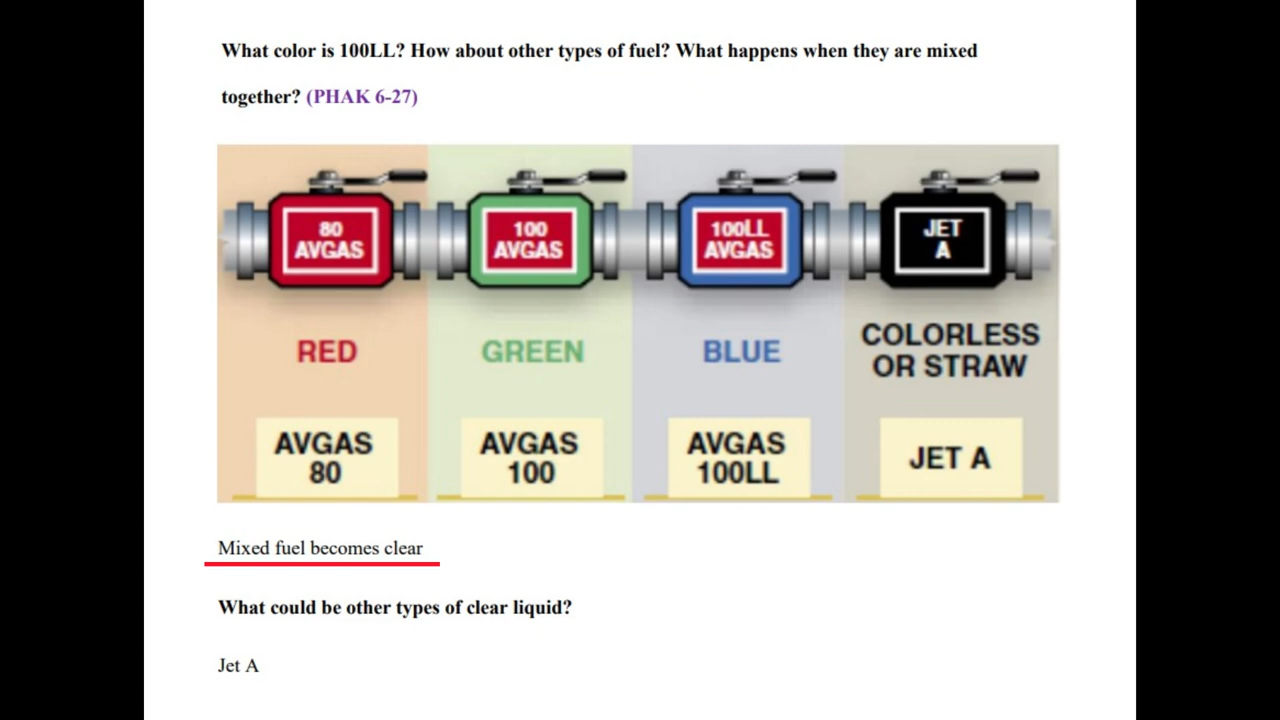 What color is 100LL? How about other types of fuel? What happens when they are mixed
together? (PHAK 6-27)
80
AVGAS
100
AVGAS
100LL
AVGAS
JET
A
RED
GREEN
BLUE
COLORLESS
OR STRAW
AVGAS
80
AVGAS
100
AVGAS
100LL
JET A
Mixed fuel becomes clear
What could be other types of clear liquid?
Jet A